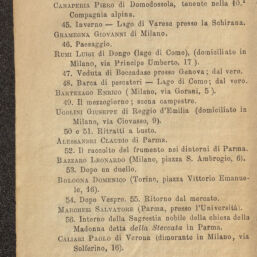 CANAPERIA PIERO di Domodossola, tenente nella 10.ª
Compagnia alpina.
45. Inverno — Lago di Varese presso la Schirana.
GRAMEGNA GIOVANNI di Milano.
46. Paesaggio.
RUMI LUIGI di Dongo (lago di Como), (domiciliato in
Milano, via Principe Umberto, 17 ).
47. Veduta di Boccadasse presso Genova; dal vero.
48. Barca di pescatori — Lago di Como; dal vero.
BARTEZAGO ENRICO (Milano, via Goraui, 5 )
49. Il mezzogiorno; scena campestre.
UGOLINI GIUSEPPE di Reggio d'Emilia (domiciliato in
Milano, via Ciovasso, 9).
50 e 51. Ritratti a busto.
ALESSANDRI CLAUDIO di Parma.
52. Il raccolto del frumento nei dintorni di Parma.
BAZZARO LEONARDO (Milano, piazza S. Ambrogio, 6).
53. Dopo un duello.
BOLOGNA DOMENICO (Torino, piazza Vittorio Emanue-
le, 16).
54. Dopo Vespro. 55. Ritorno dal mercato.
MARCHESI SALVATORE (Parma, presso l'Università).
56. Interno della Sagrestia nobile della chiesa della
Madonna detta della Steccata in Parma.
CALIARI PAOLO di Verona (dimorante in Milano, via
Solferino, 16).